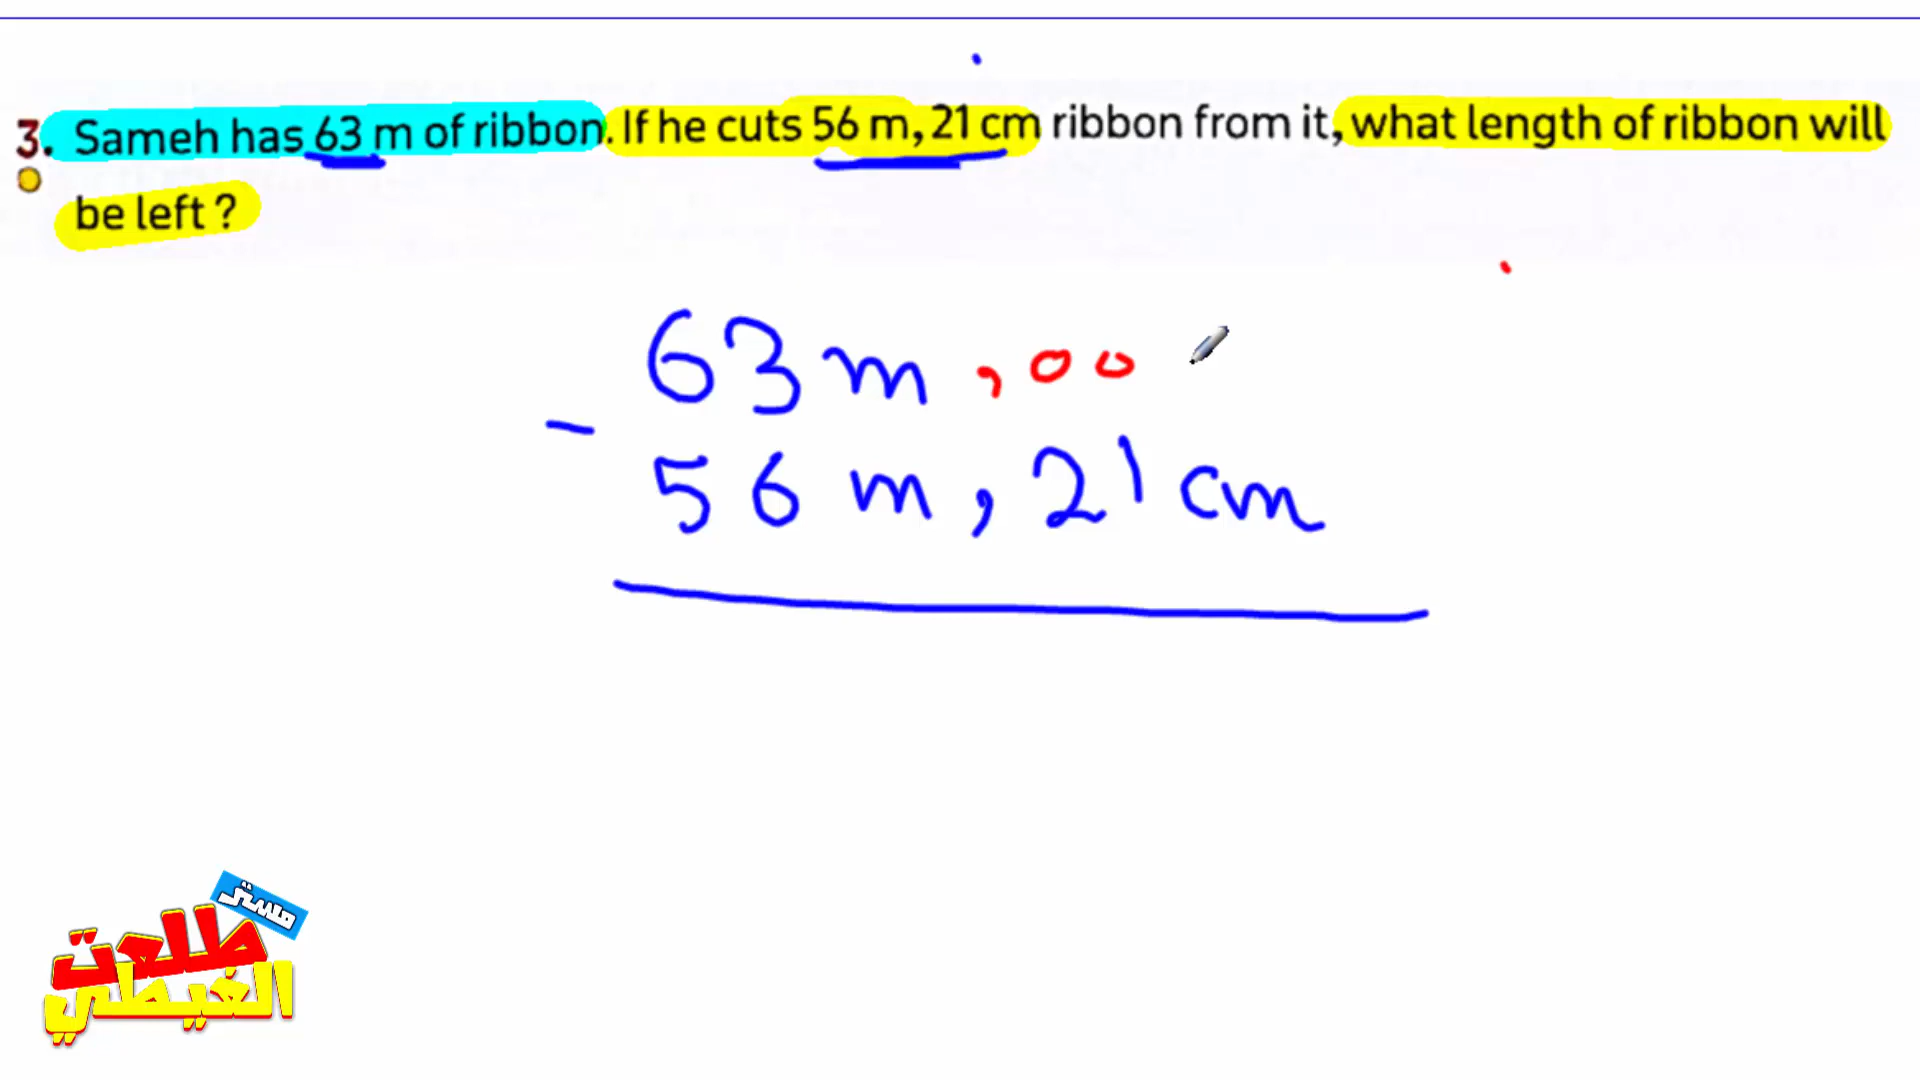 3. Sameh has 63 m of ribbon. If he cuts 56 m, 21 cm ribbon from it, what length of ribbon will
be left ?
63 m , 00
−
56 m , 21 cm
مستر
طلعت
الغيطي